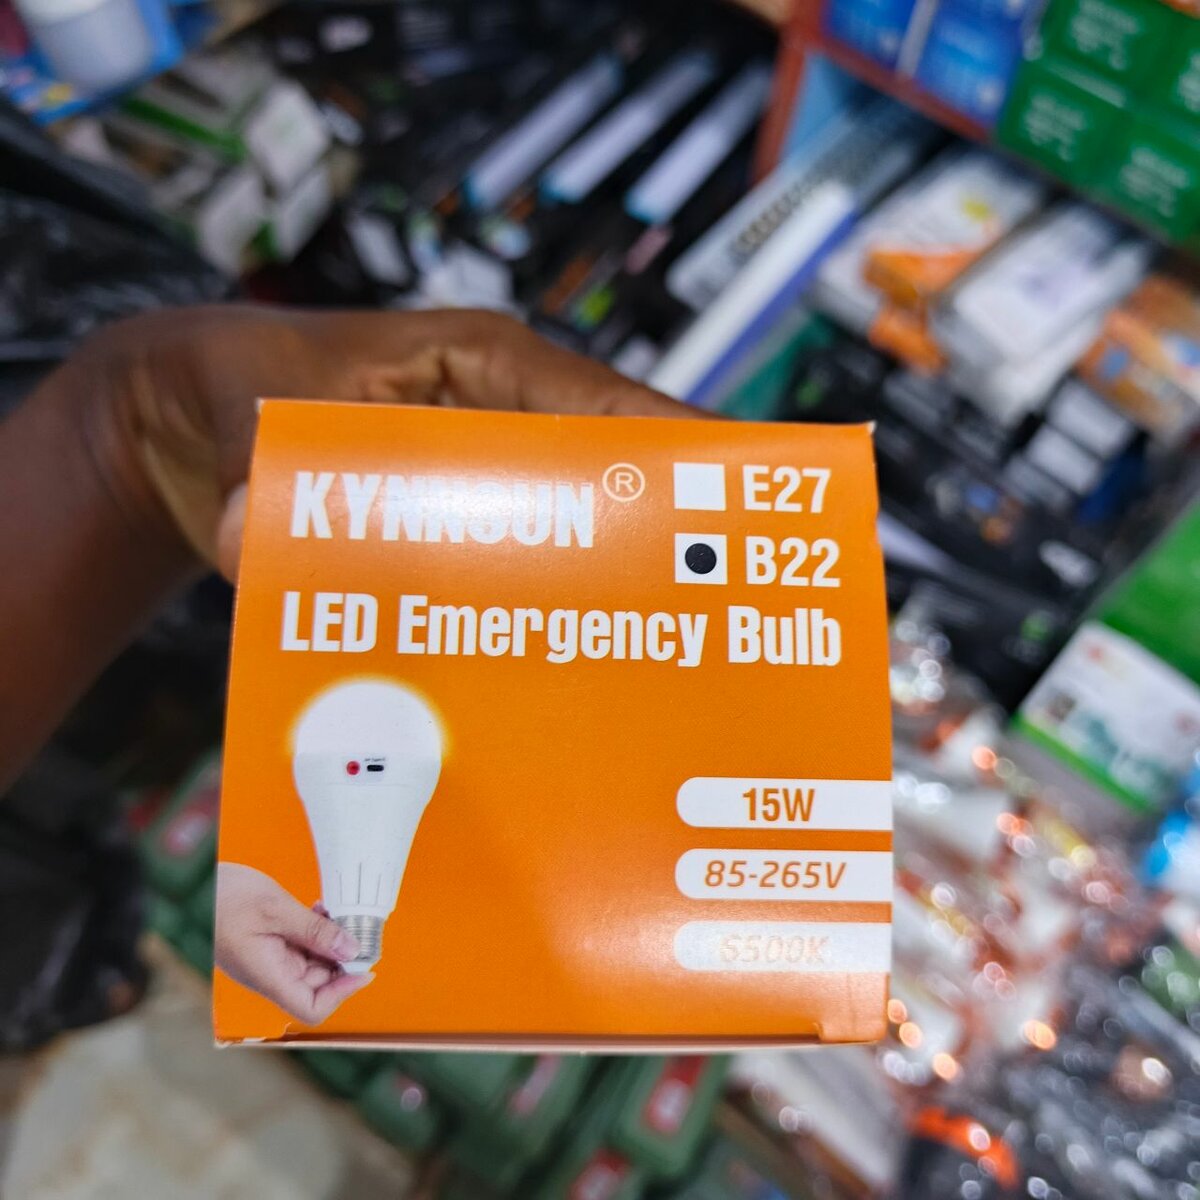 KYNNSUN®
E27
B22
LED Emergency Bulb
15W
85-265V
6500K